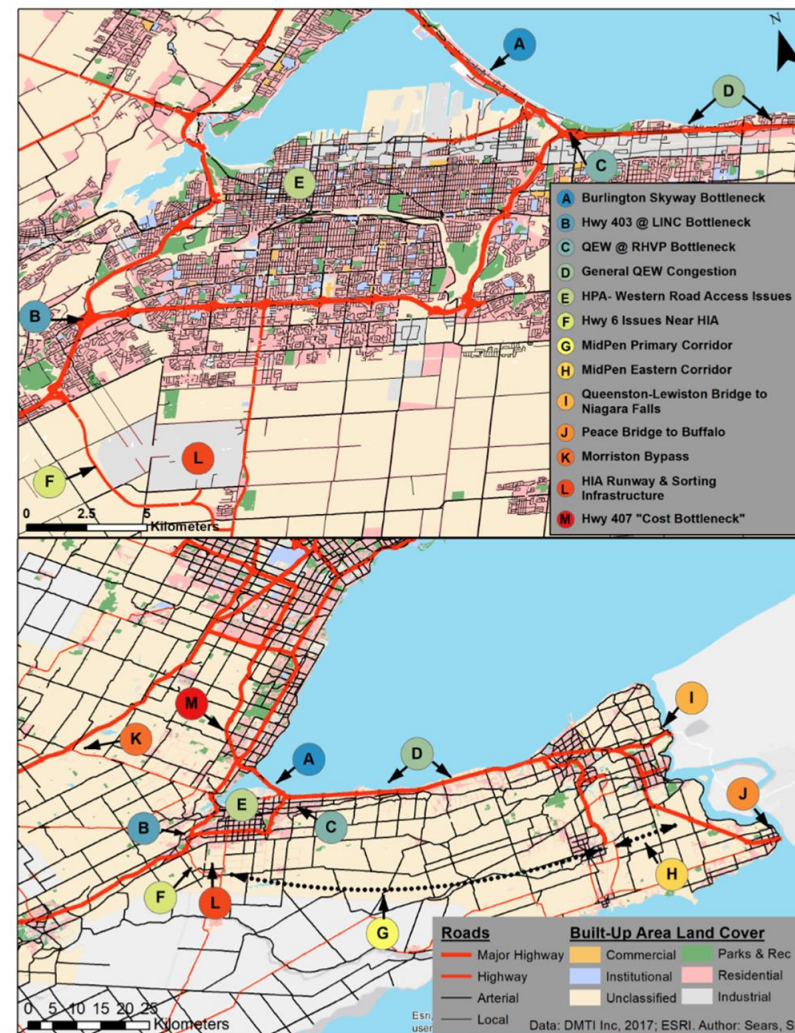 N
A
D
C
E
B
L
F
A Burlington Skyway Bottleneck
B Hwy 403 @ LINC Bottleneck
C QEW @ RHVP Bottleneck
D General QEW Congestion
E HPA- Western Road Access Issues
F Hwy 6 Issues Near HIA
G MidPen Primary Corridor
H MidPen Eastern Corridor
I Queenston-Lewiston Bridge to
Niagara Falls
J Peace Bridge to Buffalo
K Morriston Bypass
L HIA Runway & Sorting
Infrastructure
M Hwy 407 "Cost Bottleneck"
0 2.5 5
Kilometers
M
I
K
A
D
E
B
C
J
F
L
H
G
Roads
Major Highway
Highway
Arterial
Local
Built-Up Area Land Cover
Commercial
Institutional
Unclassified
Parks & Rec
Residential
Industrial
0 5 10 15 20 25
Kilometers
Esri,
user
Data: DMTI Inc, 2017; ESRI. Author: Sears, S